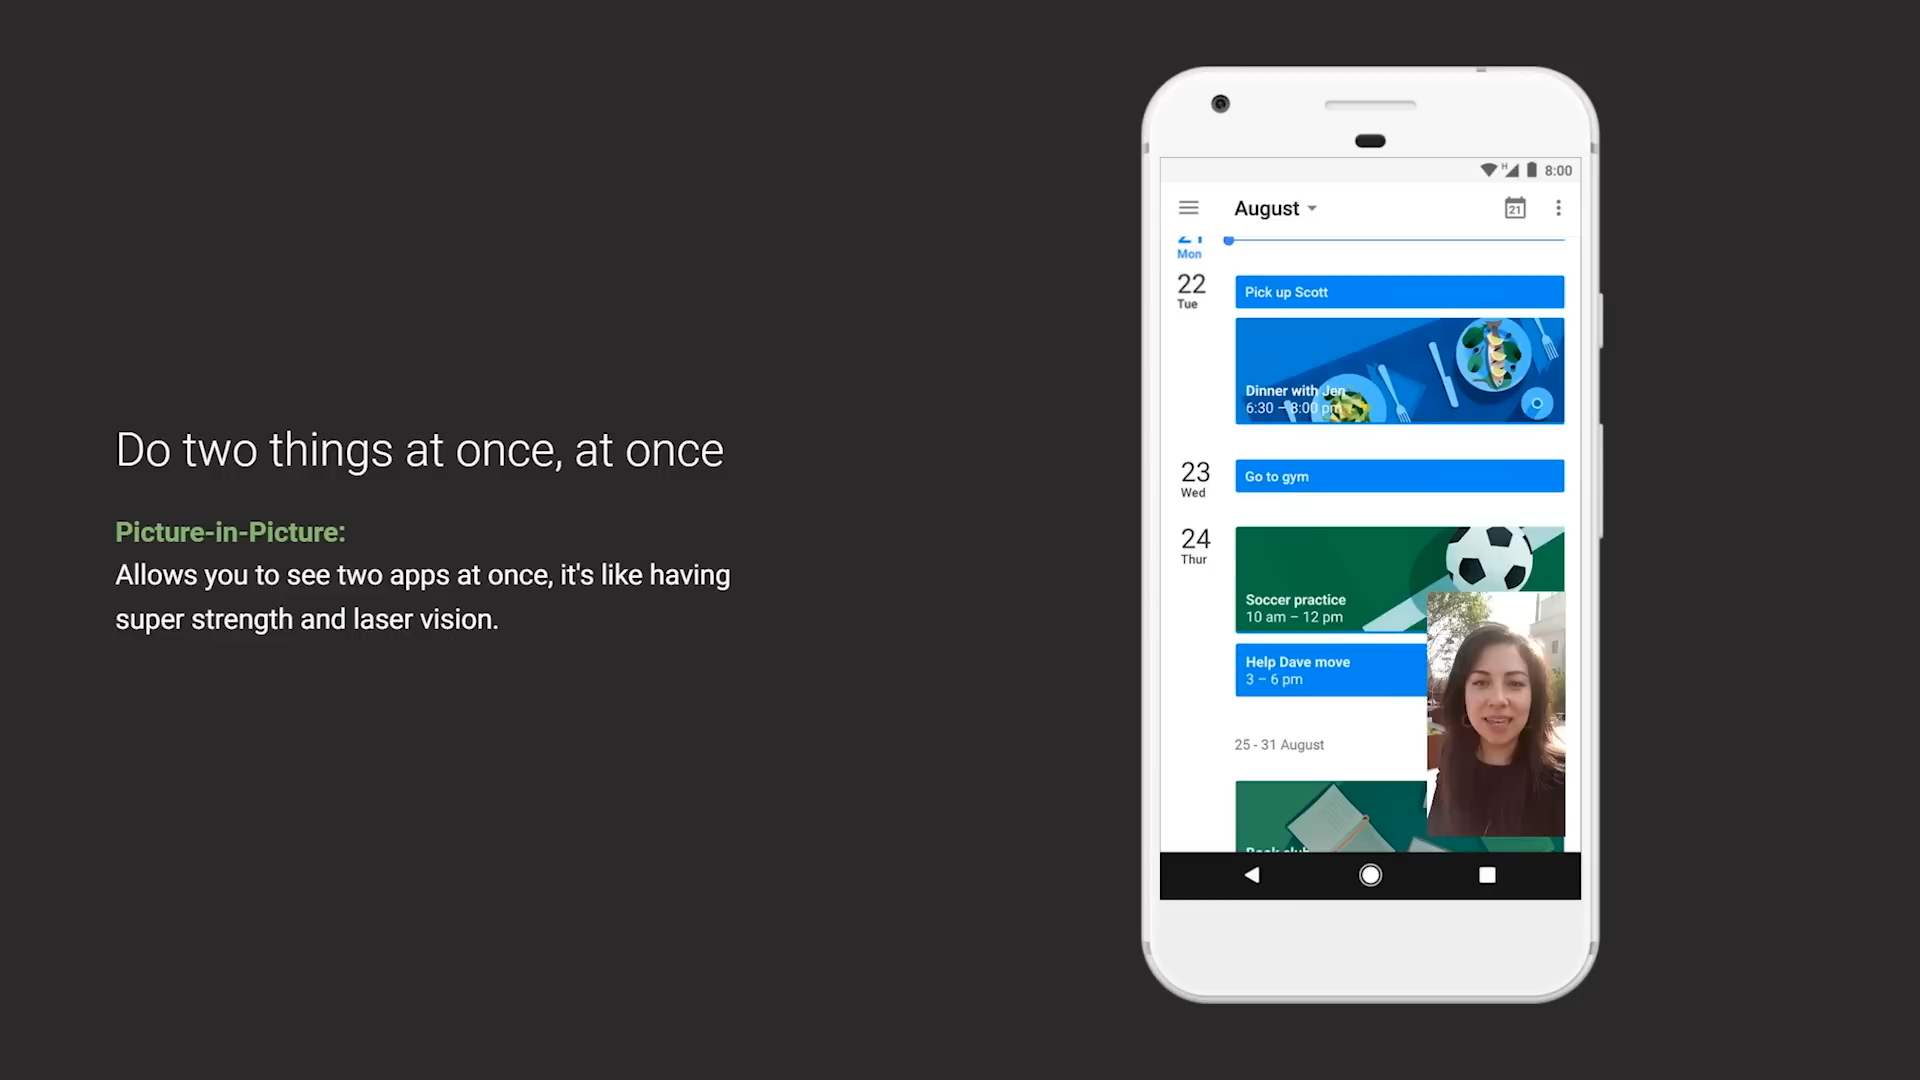 Do two things at once, at once
Picture-in-Picture:
Allows you to see two apps at once, it's like having
super strength and laser vision.
H
8:00
August
21
21
Mon
22
Tue
Pick up Scott
Dinner with Jen
6:30 – 8:00 pm
23
Wed
Go to gym
24
Thur
Soccer practice
10 am – 12 pm
Help Dave move
3 – 6 pm
25 - 31 August
Book club